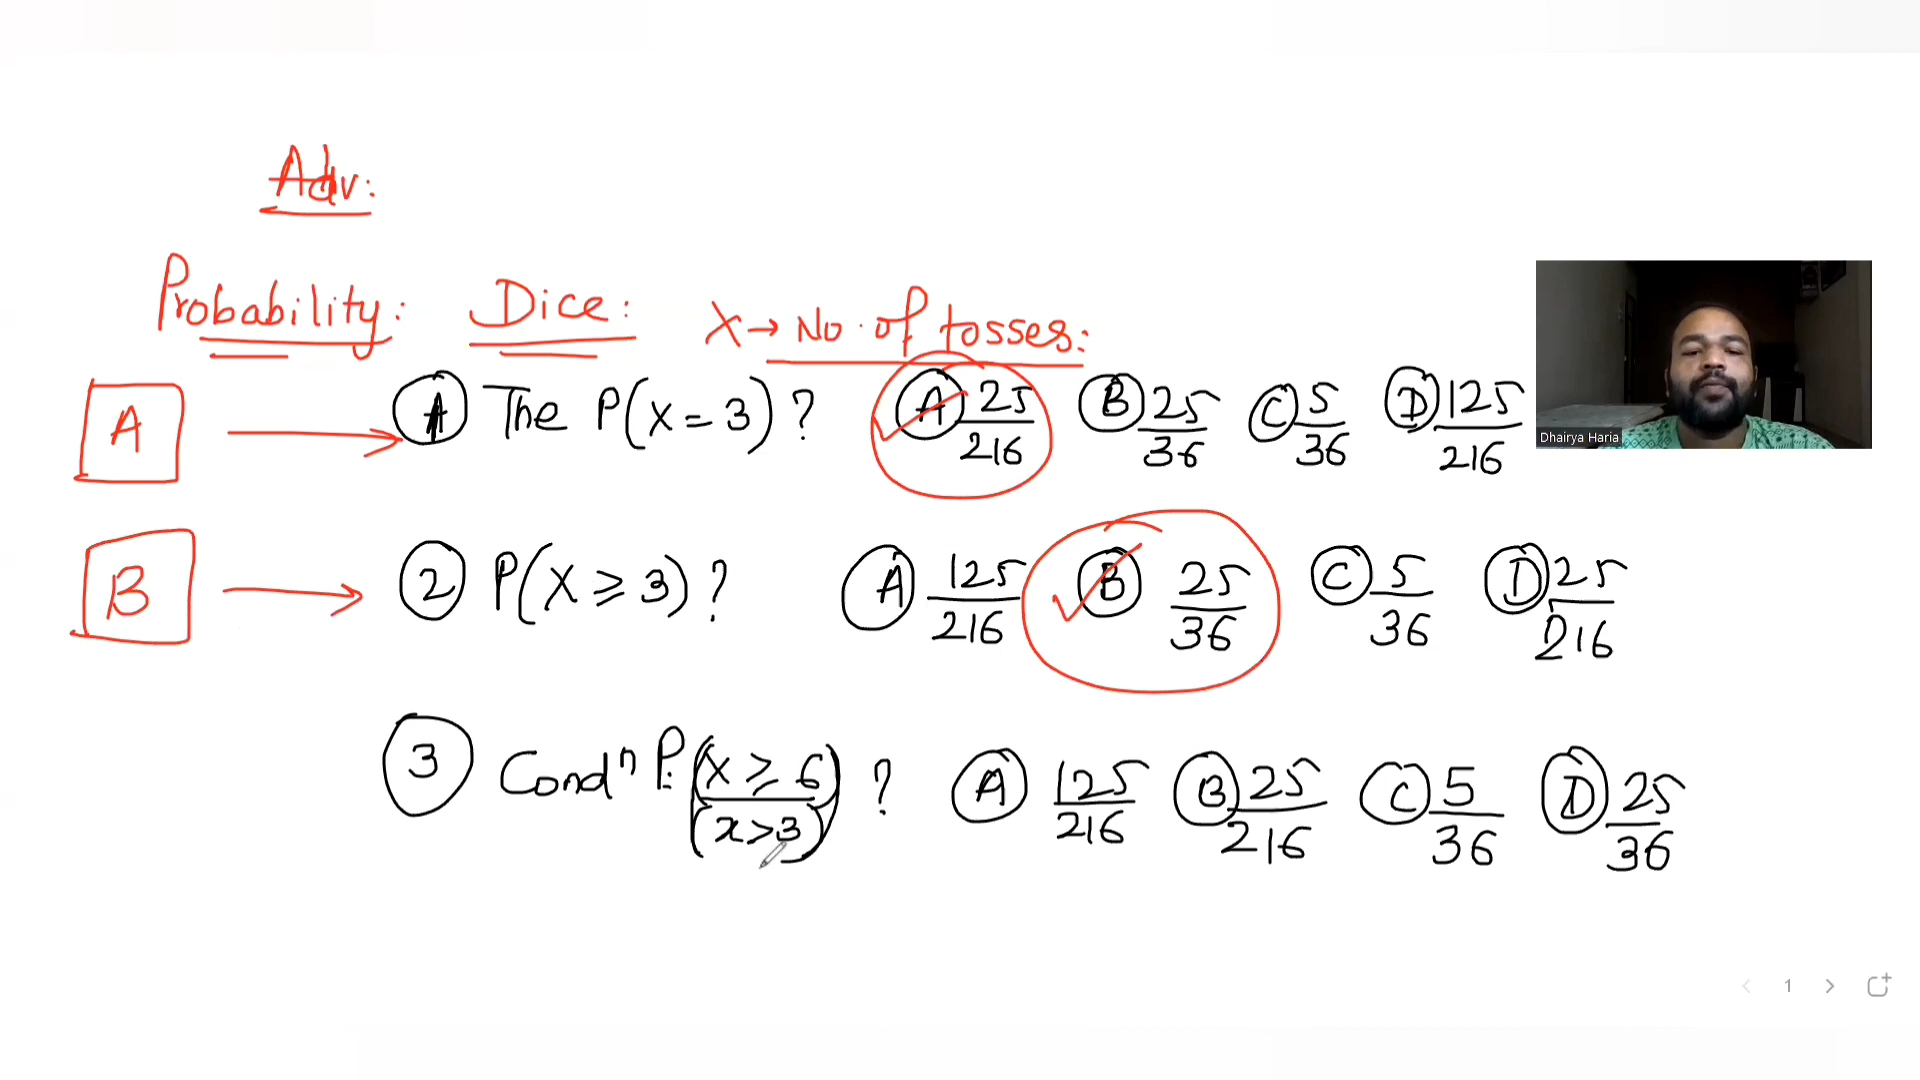 Adv:
Probability: Dice: X → No. of tosses:
A → 1 The P(X = 3) ? A 25/216 B 25/36 C 5/36 D 125/216
Dhairya Haria
B → 2 P(X ≥ 3) ? A 125/216 B 25/36 C 5/36 D 25/216
3 Condⁿ P. (X ≥ 6)/(x > 3) ? A 125/216 B 25/216 C 5/36 D 25/36
1